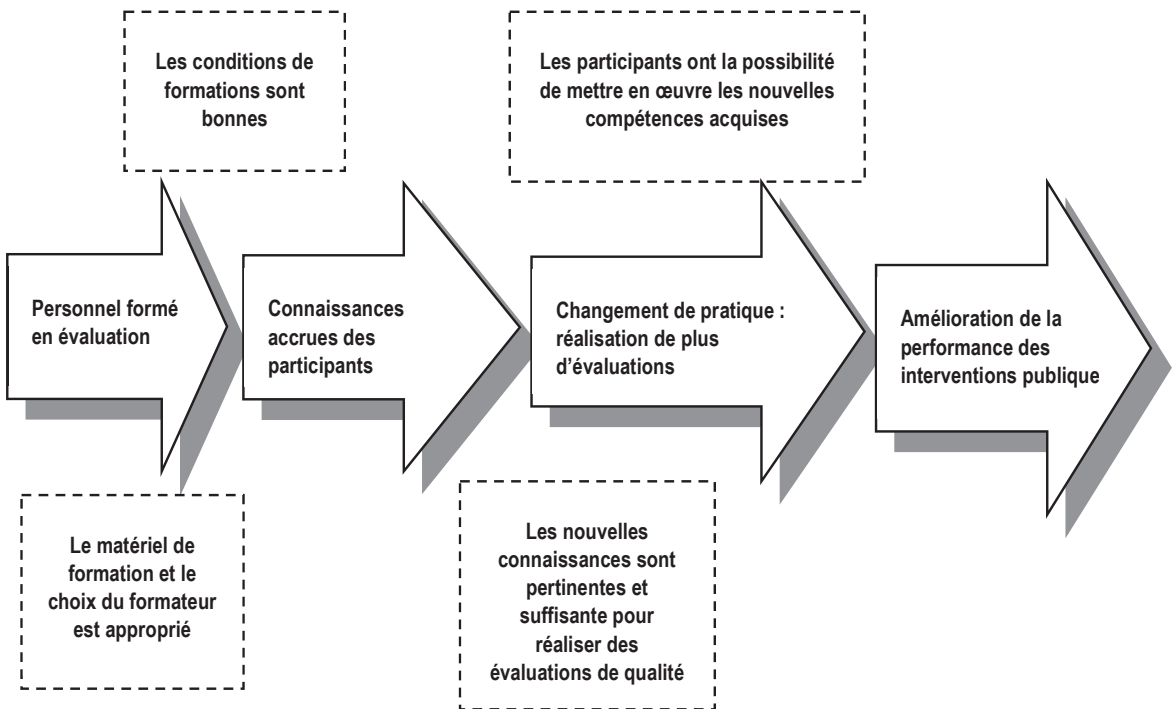 Les conditions de
formations sont
bonnes
Les participants ont la possibilité
de mettre en œuvre les nouvelles
compétences acquises
Personnel formé
en évaluation
Connaissances
accrues des
participants
Changement de pratique :
réalisation de plus
d’évaluations
Amélioration de la
performance des
interventions publique
Le matériel de
formation et le
choix du formateur
est approprié
Les nouvelles
connaissances sont
pertinentes et
suffisante pour
réaliser des
évaluations de qualité